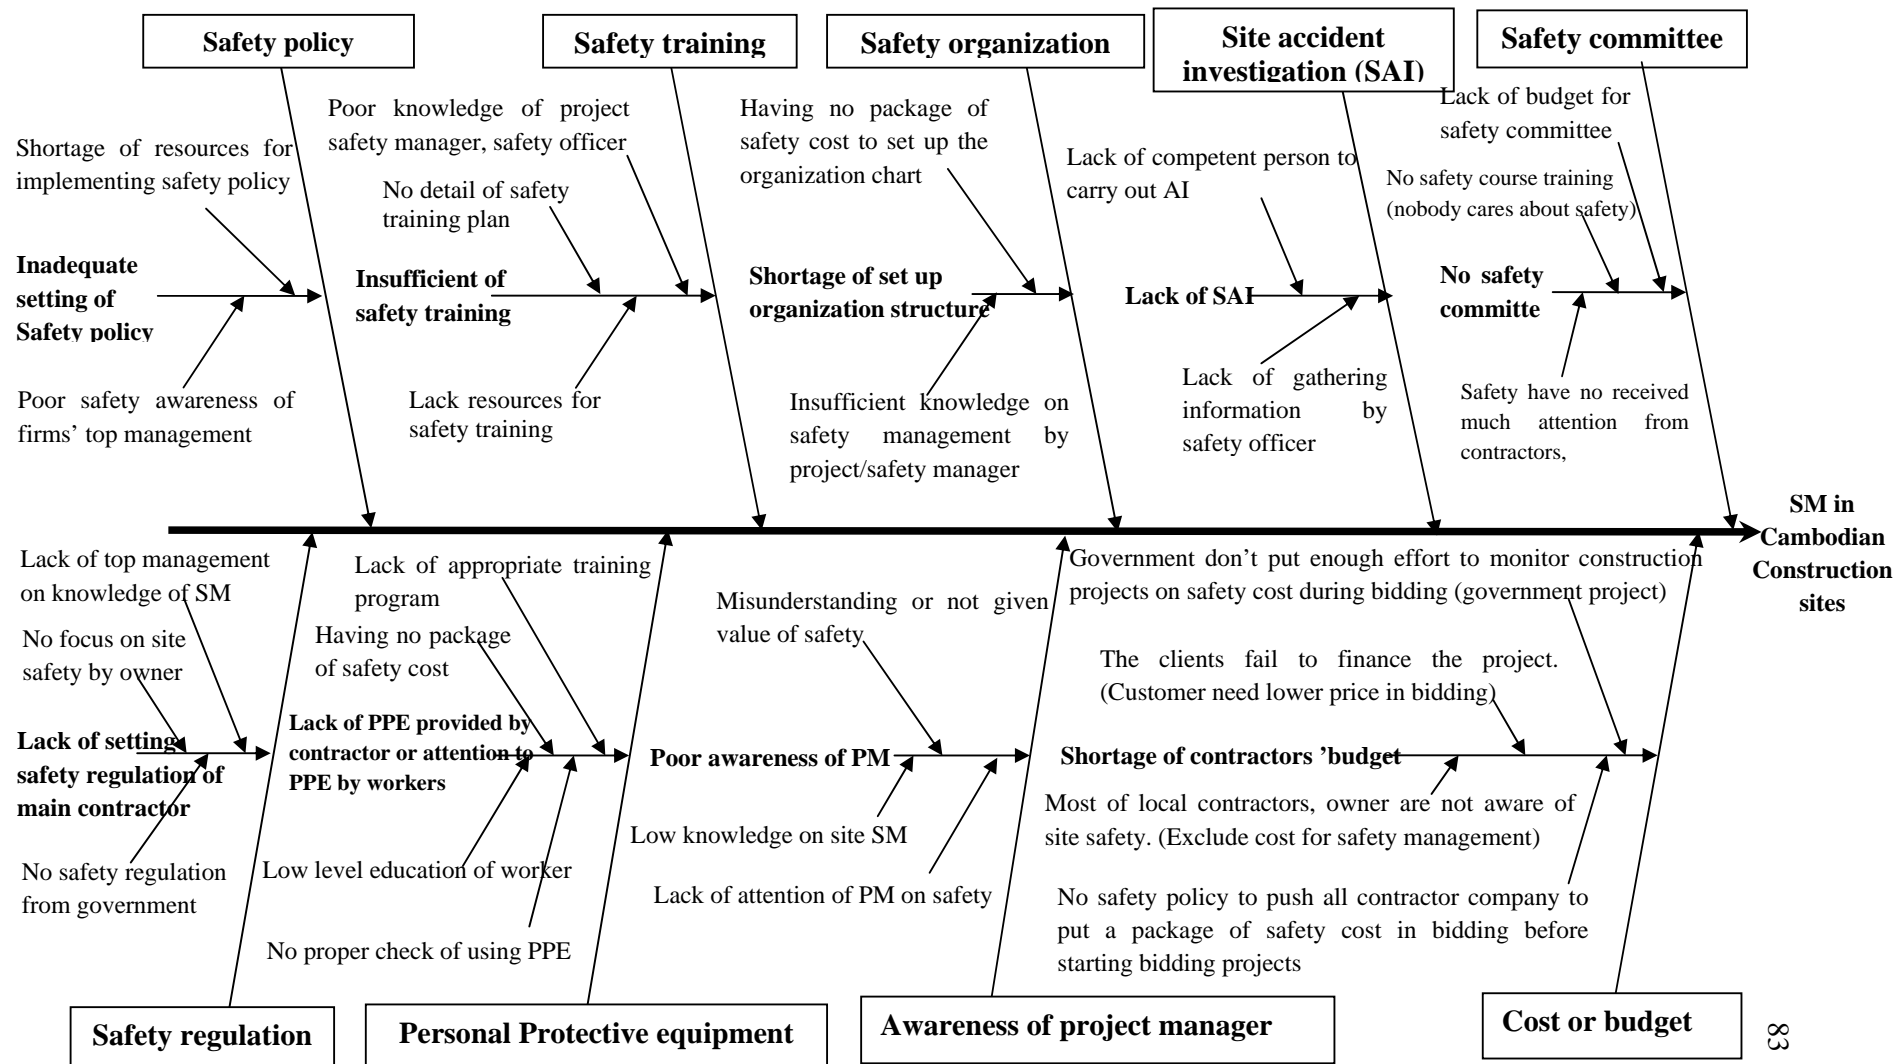 Safety policy
Safety training
Safety organization
Site accident
investigation (SAI)
Safety committee
Shortage of resources for
implementing safety policy
Inadequate
setting of
Safety policy
Poor safety awareness of
firms’ top management
Poor knowledge of project
safety manager, safety officer
No detail of safety
training plan
Insufficient of
safety training
Lack resources for
safety training
Having no package of
safety cost to set up the
organization chart
Shortage of set up
organization structure
Insufficient knowledge on
safety management by
project/safety manager
Lack of competent person to
carry out AI
Lack of SAI
Lack of gathering
information by
safety officer
Lack of budget for
safety committee
No safety course training
(nobody cares about safety)
No safety
committe
Safety have no received
much attention from
contractors,
SM in
Cambodian
Construction
sites
Lack of top management
on knowledge of SM
No focus on site
safety by owner
Lack of setting
safety regulation of
main contractor
No safety regulation
from government
Lack of appropriate training
program
Having no package
of safety cost
Lack of PPE provided by
contractor or attention to
PPE by workers
Low level education of worker
No proper check of using PPE
Misunderstanding or not given
value of safety
Poor awareness of PM
Low knowledge on site SM
Lack of attention of PM on safety
Government don’t put enough effort to monitor construction
projects on safety cost during bidding (government project)
The clients fail to finance the project.
(Customer need lower price in bidding)
Shortage of contractors ’budget
Most of local contractors, owner are not aware of
site safety. (Exclude cost for safety management)
No safety policy to push all contractor company to
put a package of safety cost in bidding before
starting bidding projects
Safety regulation
Personal Protective equipment
Awareness of project manager
Cost or budget
83